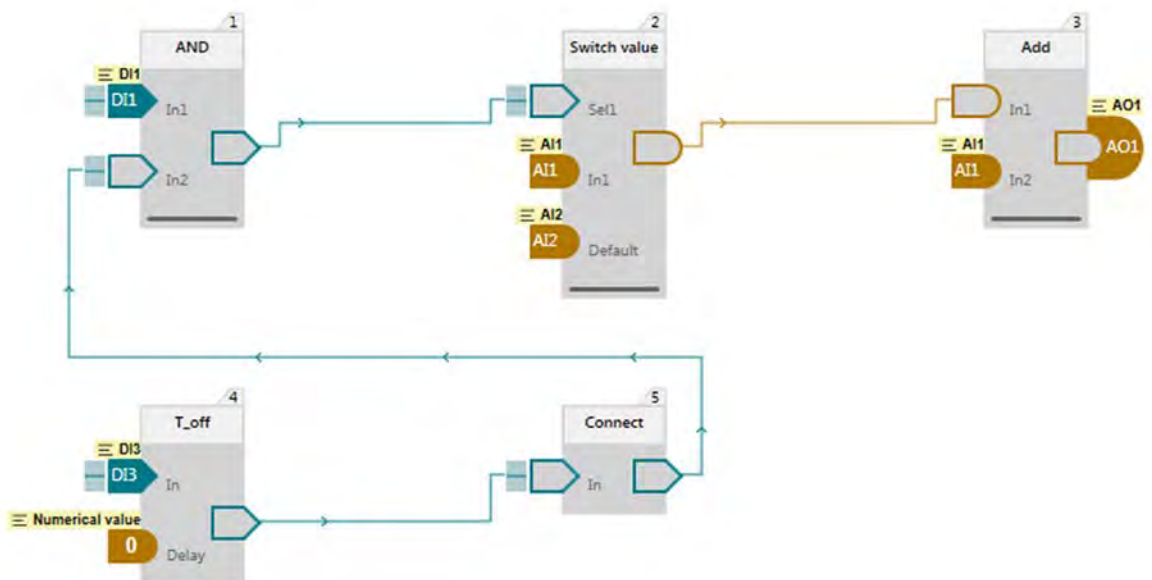 1
AND
DI1
DI1
In1
In2
2
Switch value
Sel1
AI1
AI1
In1
AI2
AI2
Default
3
Add
In1
AO1
AO1
AI1
AI1
In2
4
T_off
DI3
DI3
In
Numerical value
0
Delay
5
Connect
In